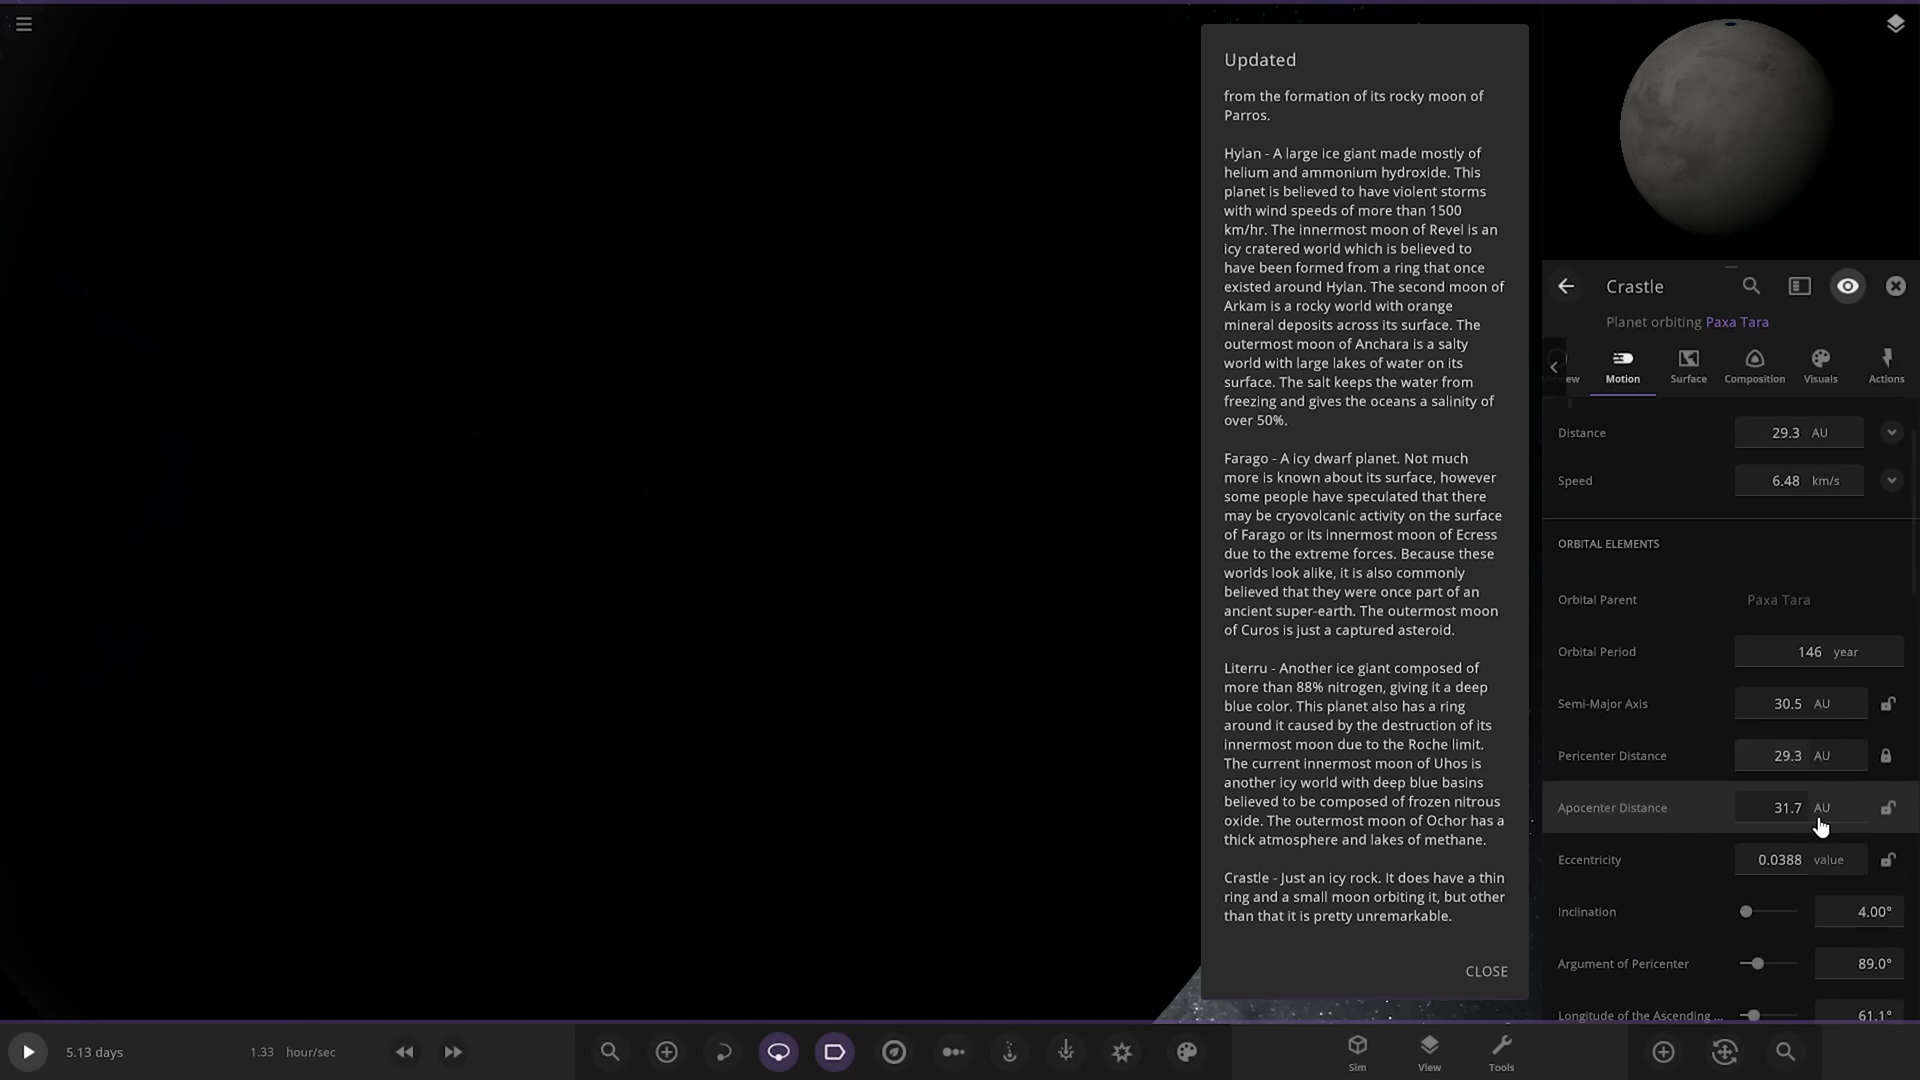 Updated
from the formation of its rocky moon of
Parros.
Hylan - A large ice giant made mostly of
helium and ammonium hydroxide. This
planet is believed to have violent storms
with wind speeds of more than 1500
km/hr. The innermost moon of Revel is an
icy cratered world which is believed to
have been formed from a ring that once
existed around Hylan. The second moon of
Arkam is a rocky world with orange
mineral deposits across its surface. The
outermost moon of Anchara is a salty
world with large lakes of water on its
surface. The salt keeps the water from
freezing and gives the oceans a salinity of
over 50%.
Farago - A icy dwarf planet. Not much
more is known about its surface, however
some people have speculated that there
may be cryovolcanic activity on the surface
of Farago or its innermost moon of Ecress
due to the extreme forces. Because these
worlds look alike, it is also commonly
believed that they were once part of an
ancient super-earth. The outermost moon
of Curos is just a captured asteroid.
Literru - Another ice giant composed of
more than 88% nitrogen, giving it a deep
blue color. This planet also has a ring
around it caused by the destruction of its
innermost moon due to the Roche limit.
The current innermost moon of Uhos is
another icy world with deep blue basins
believed to be composed of frozen nitrous
oxide. The outermost moon of Ochor has a
thick atmosphere and lakes of methane.
Crastle - Just an icy rock. It does have a thin
ring and a small moon orbiting it, but other
than that it is pretty unremarkable.
CLOSE
Crastle
Planet orbiting Paxa Tara
Motion Surface Composition Visuals Actions
Distance 29.3 AU
Speed 6.48 km/s
ORBITAL ELEMENTS
Orbital Parent Paxa Tara
Orbital Period 146 year
Semi-Major Axis 30.5 AU
Pericenter Distance 29.3 AU
Apocenter Distance 31.7 AU
Eccentricity 0.0388 value
Inclination 4.00°
Argument of Pericenter 89.0°
Longitude of the Ascending ... 61.1°
5.13 days 1.33 hour/sec
Sim View Tools